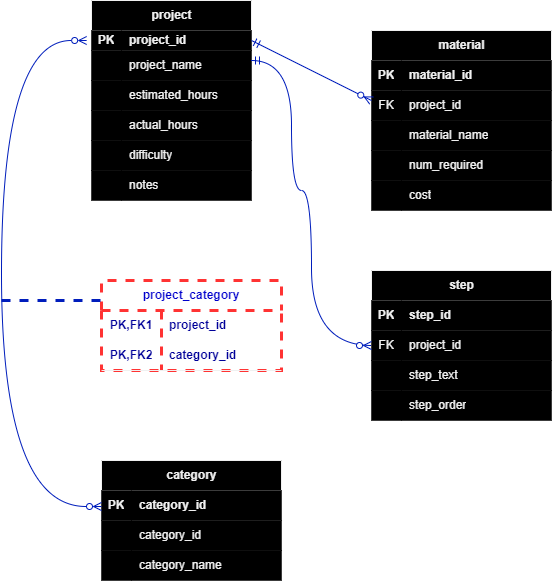 project
PK project_id
project_name
estimated_hours
actual_hours
difficulty
notes
material
PK material_id
FK project_id
material_name
num_required
cost
project_category
PK,FK1 project_id
PK,FK2 category_id
step
PK step_id
FK project_id
step_text
step_order
category
PK category_id
category_id
category_name